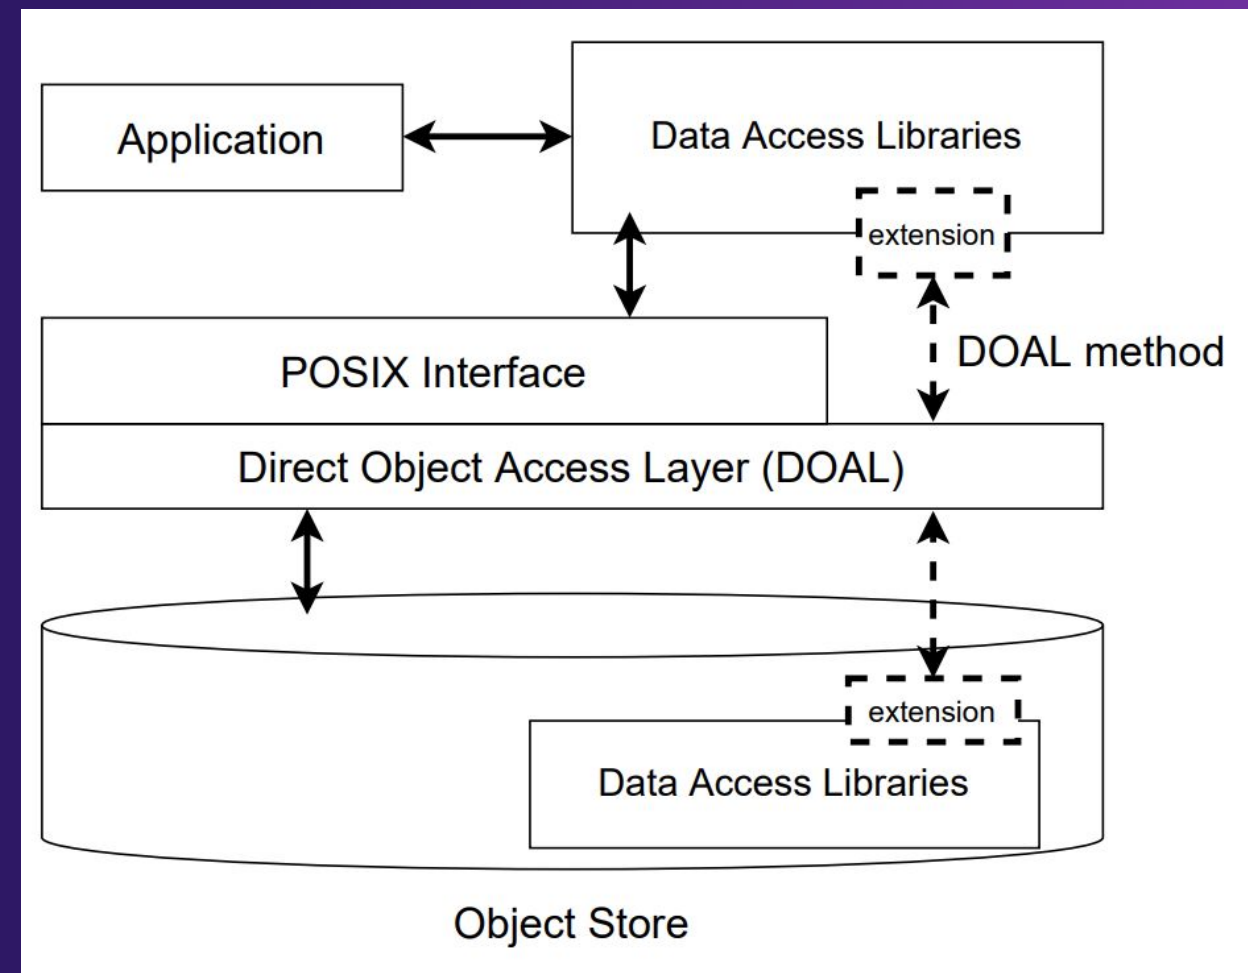 Application
Data Access Libraries
extension
DOAL method
POSIX Interface
Direct Object Access Layer (DOAL)
extension
Data Access Libraries
Object Store